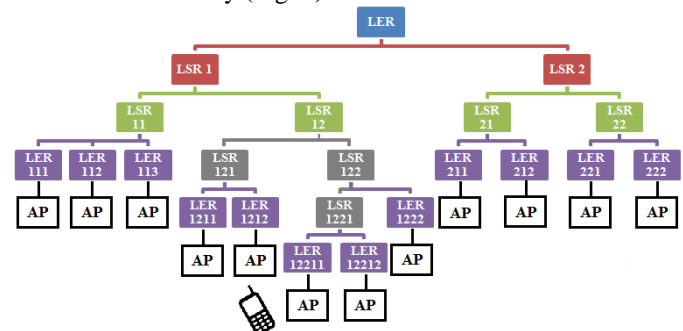 LER
LSR 1
LSR 2
LSR
11
LSR
12
LSR
21
LSR
22
LER
111
LER
112
LER
113
LSR
121
LSR
122
LER
211
LER
212
LER
221
LER
222
AP
AP
AP
LER
1211
LER
1212
LSR
1221
LER
1222
AP
AP
AP
AP
AP
AP
LER
12211
LER
12212
AP
AP
AP